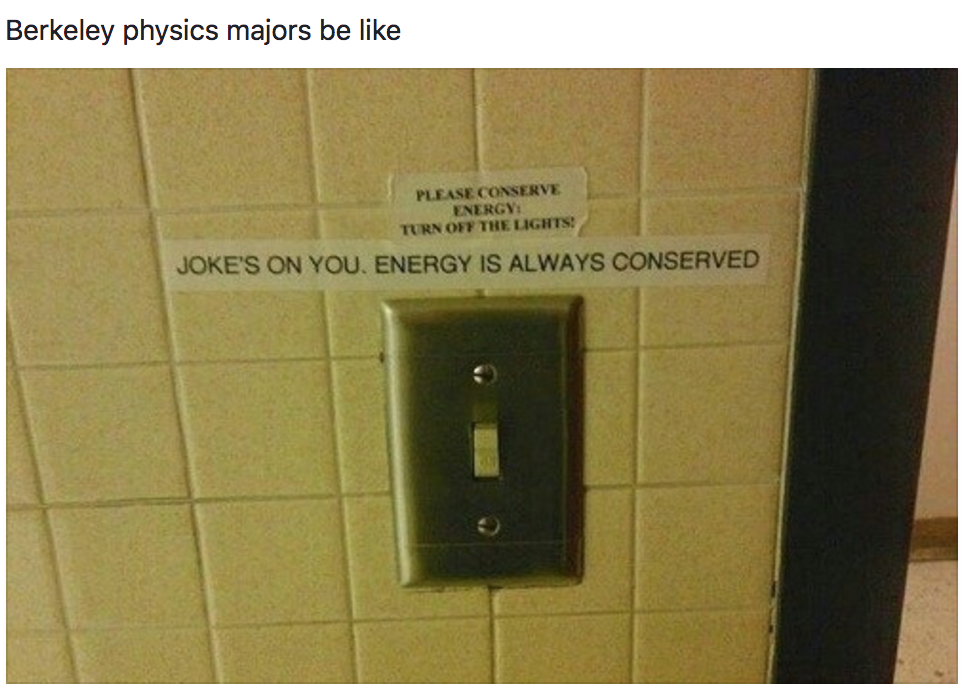 Berkeley physics majors be like
PLEASE CONSERVE
ENERGY:
TURN OFF THE LIGHTS!
JOKE'S ON YOU. ENERGY IS ALWAYS CONSERVED